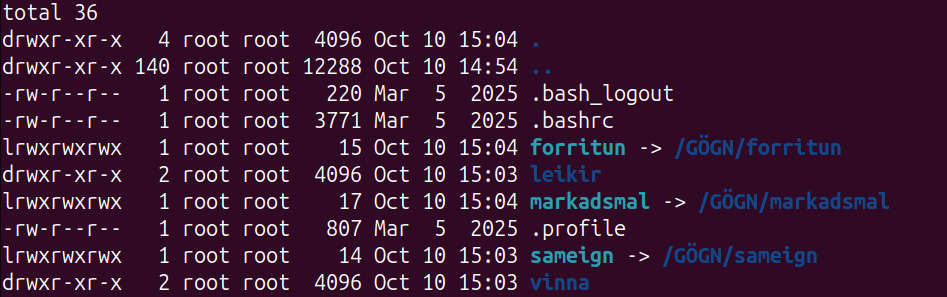 total 36
drwxr-xr-x   4 root root  4096 Oct 10 15:04 .
drwxr-xr-x 140 root root 12288 Oct 10 14:54 ..
-rw-r--r--   1 root root   220 Mar  5  2025 .bash_logout
-rw-r--r--   1 root root  3771 Mar  5  2025 .bashrc
lrwxrwxrwx   1 root root    15 Oct 10 15:04 forritun -> /GÖGN/forritun
drwxr-xr-x   2 root root  4096 Oct 10 15:03 leikir
lrwxrwxrwx   1 root root    17 Oct 10 15:04 markadsmal -> /GÖGN/markadsmal
-rw-r--r--   1 root root   807 Mar  5  2025 .profile
lrwxrwxrwx   1 root root    14 Oct 10 15:03 sameign -> /GÖGN/sameign
drwxr-xr-x   2 root root  4096 Oct 10 15:03 vinna